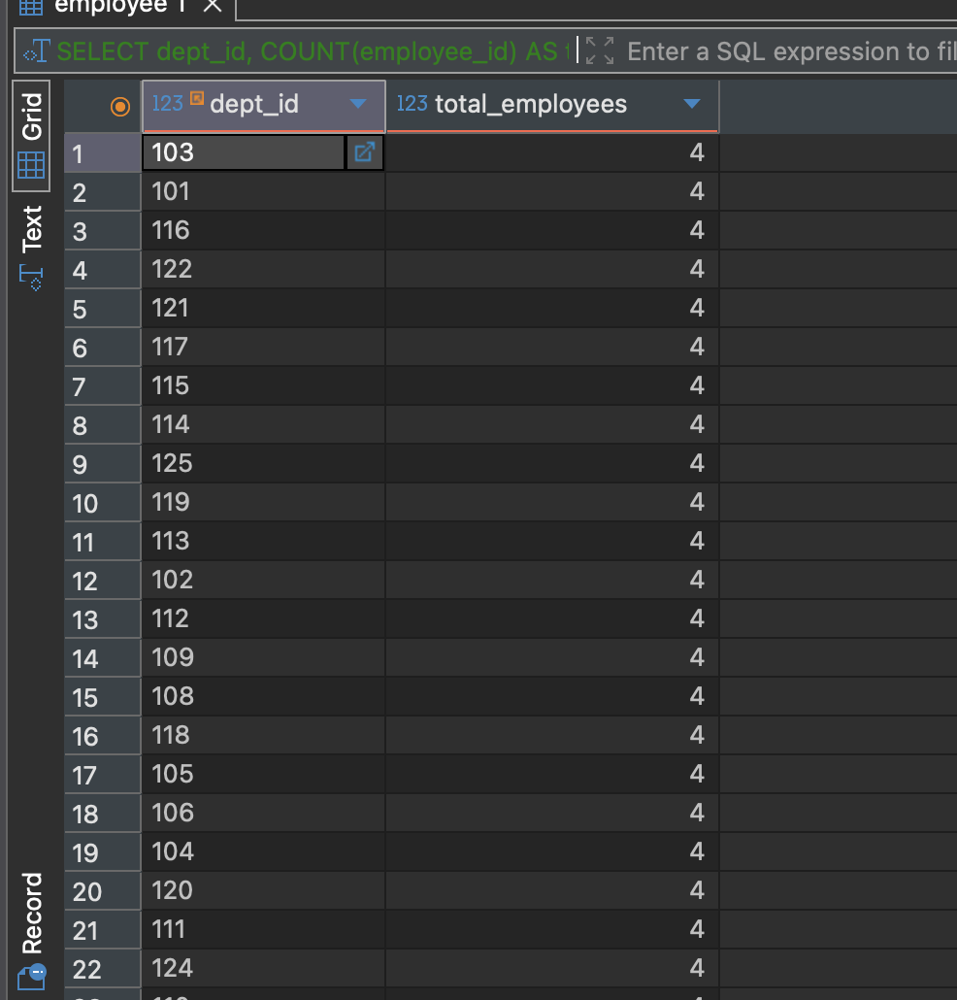 employee 1
SELECT dept_id, COUNT(employee_id) AS
Enter a SQL expression to fil
Grid
Text
Record
123 dept_id 123 total_employees
1 103 4
2 101 4
3 116 4
4 122 4
5 121 4
6 117 4
7 115 4
8 114 4
9 125 4
10 119 4
11 113 4
12 102 4
13 112 4
14 109 4
15 108 4
16 118 4
17 105 4
18 106 4
19 104 4
20 120 4
21 111 4
22 124 4